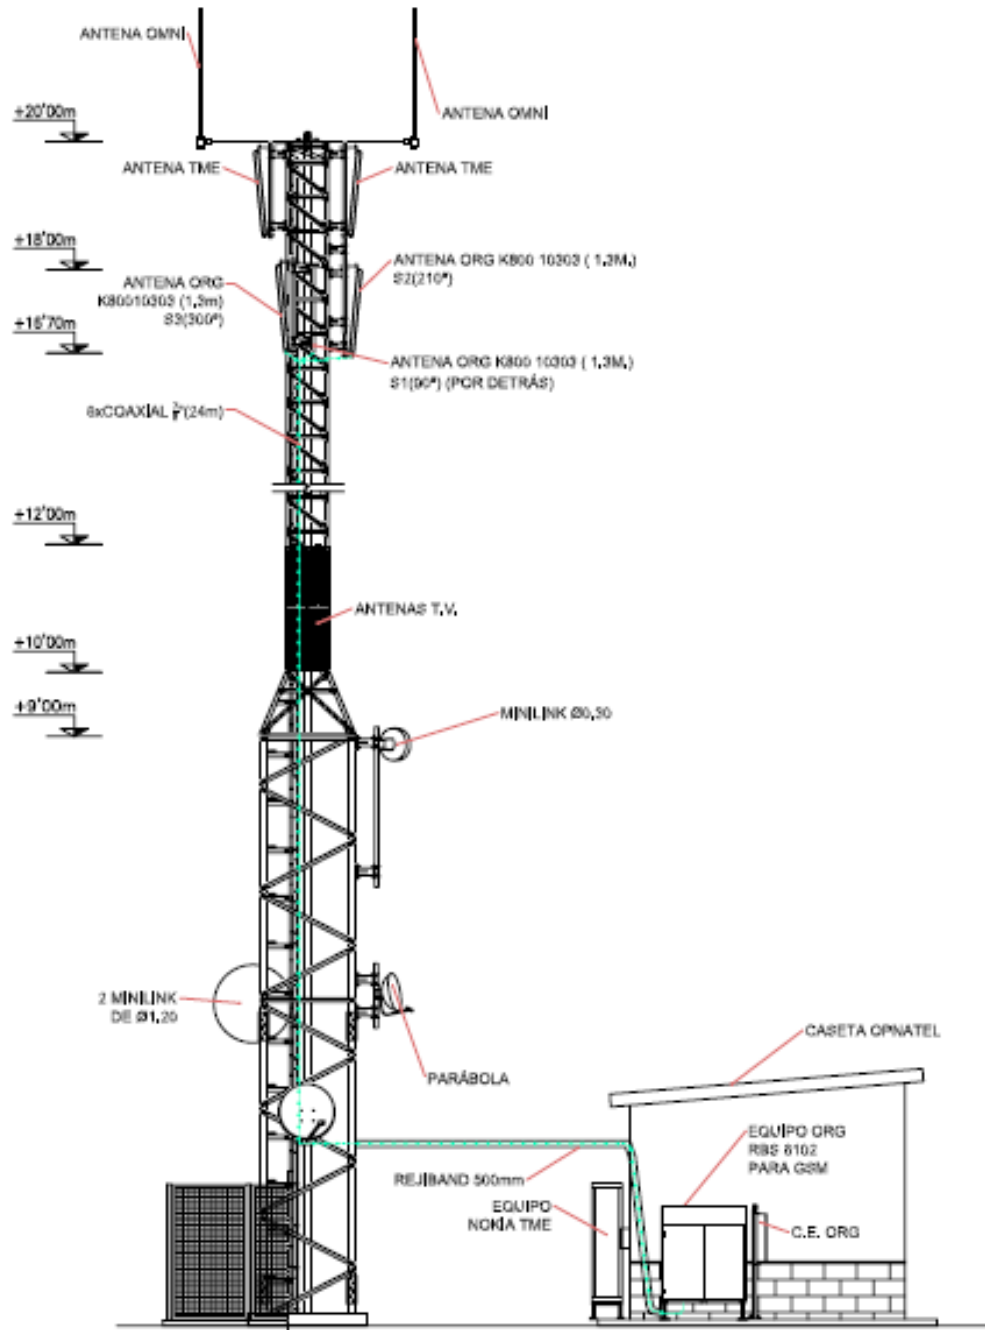 ANTENA OMNI
ANTENA OMNI
+20'00m
ANTENA TME
ANTENA TME
+18'00m
ANTENA ORG K800 10303 ( 1,3M.)
S2(210º)
ANTENA ORG
K80010303 (1,3m)
S3(300º)
+16'70m
ANTENA ORG K800 10303 ( 1,3M.)
S1(90º) (POR DETRÁS)
6xCOAXIAL (24m)
+12'00m
ANTENAS T.V.
+10'00m
+9'00m
MINILINK Ø0,30
2 MINILINK
DE Ø1,20
PARÁBOLA
CASETA OPNATEL
EQUIPO ORG
RBS 6102
PARA GSM
REJIBAND 500mm
EQUIPO
NOKIA TME
C.E. ORG